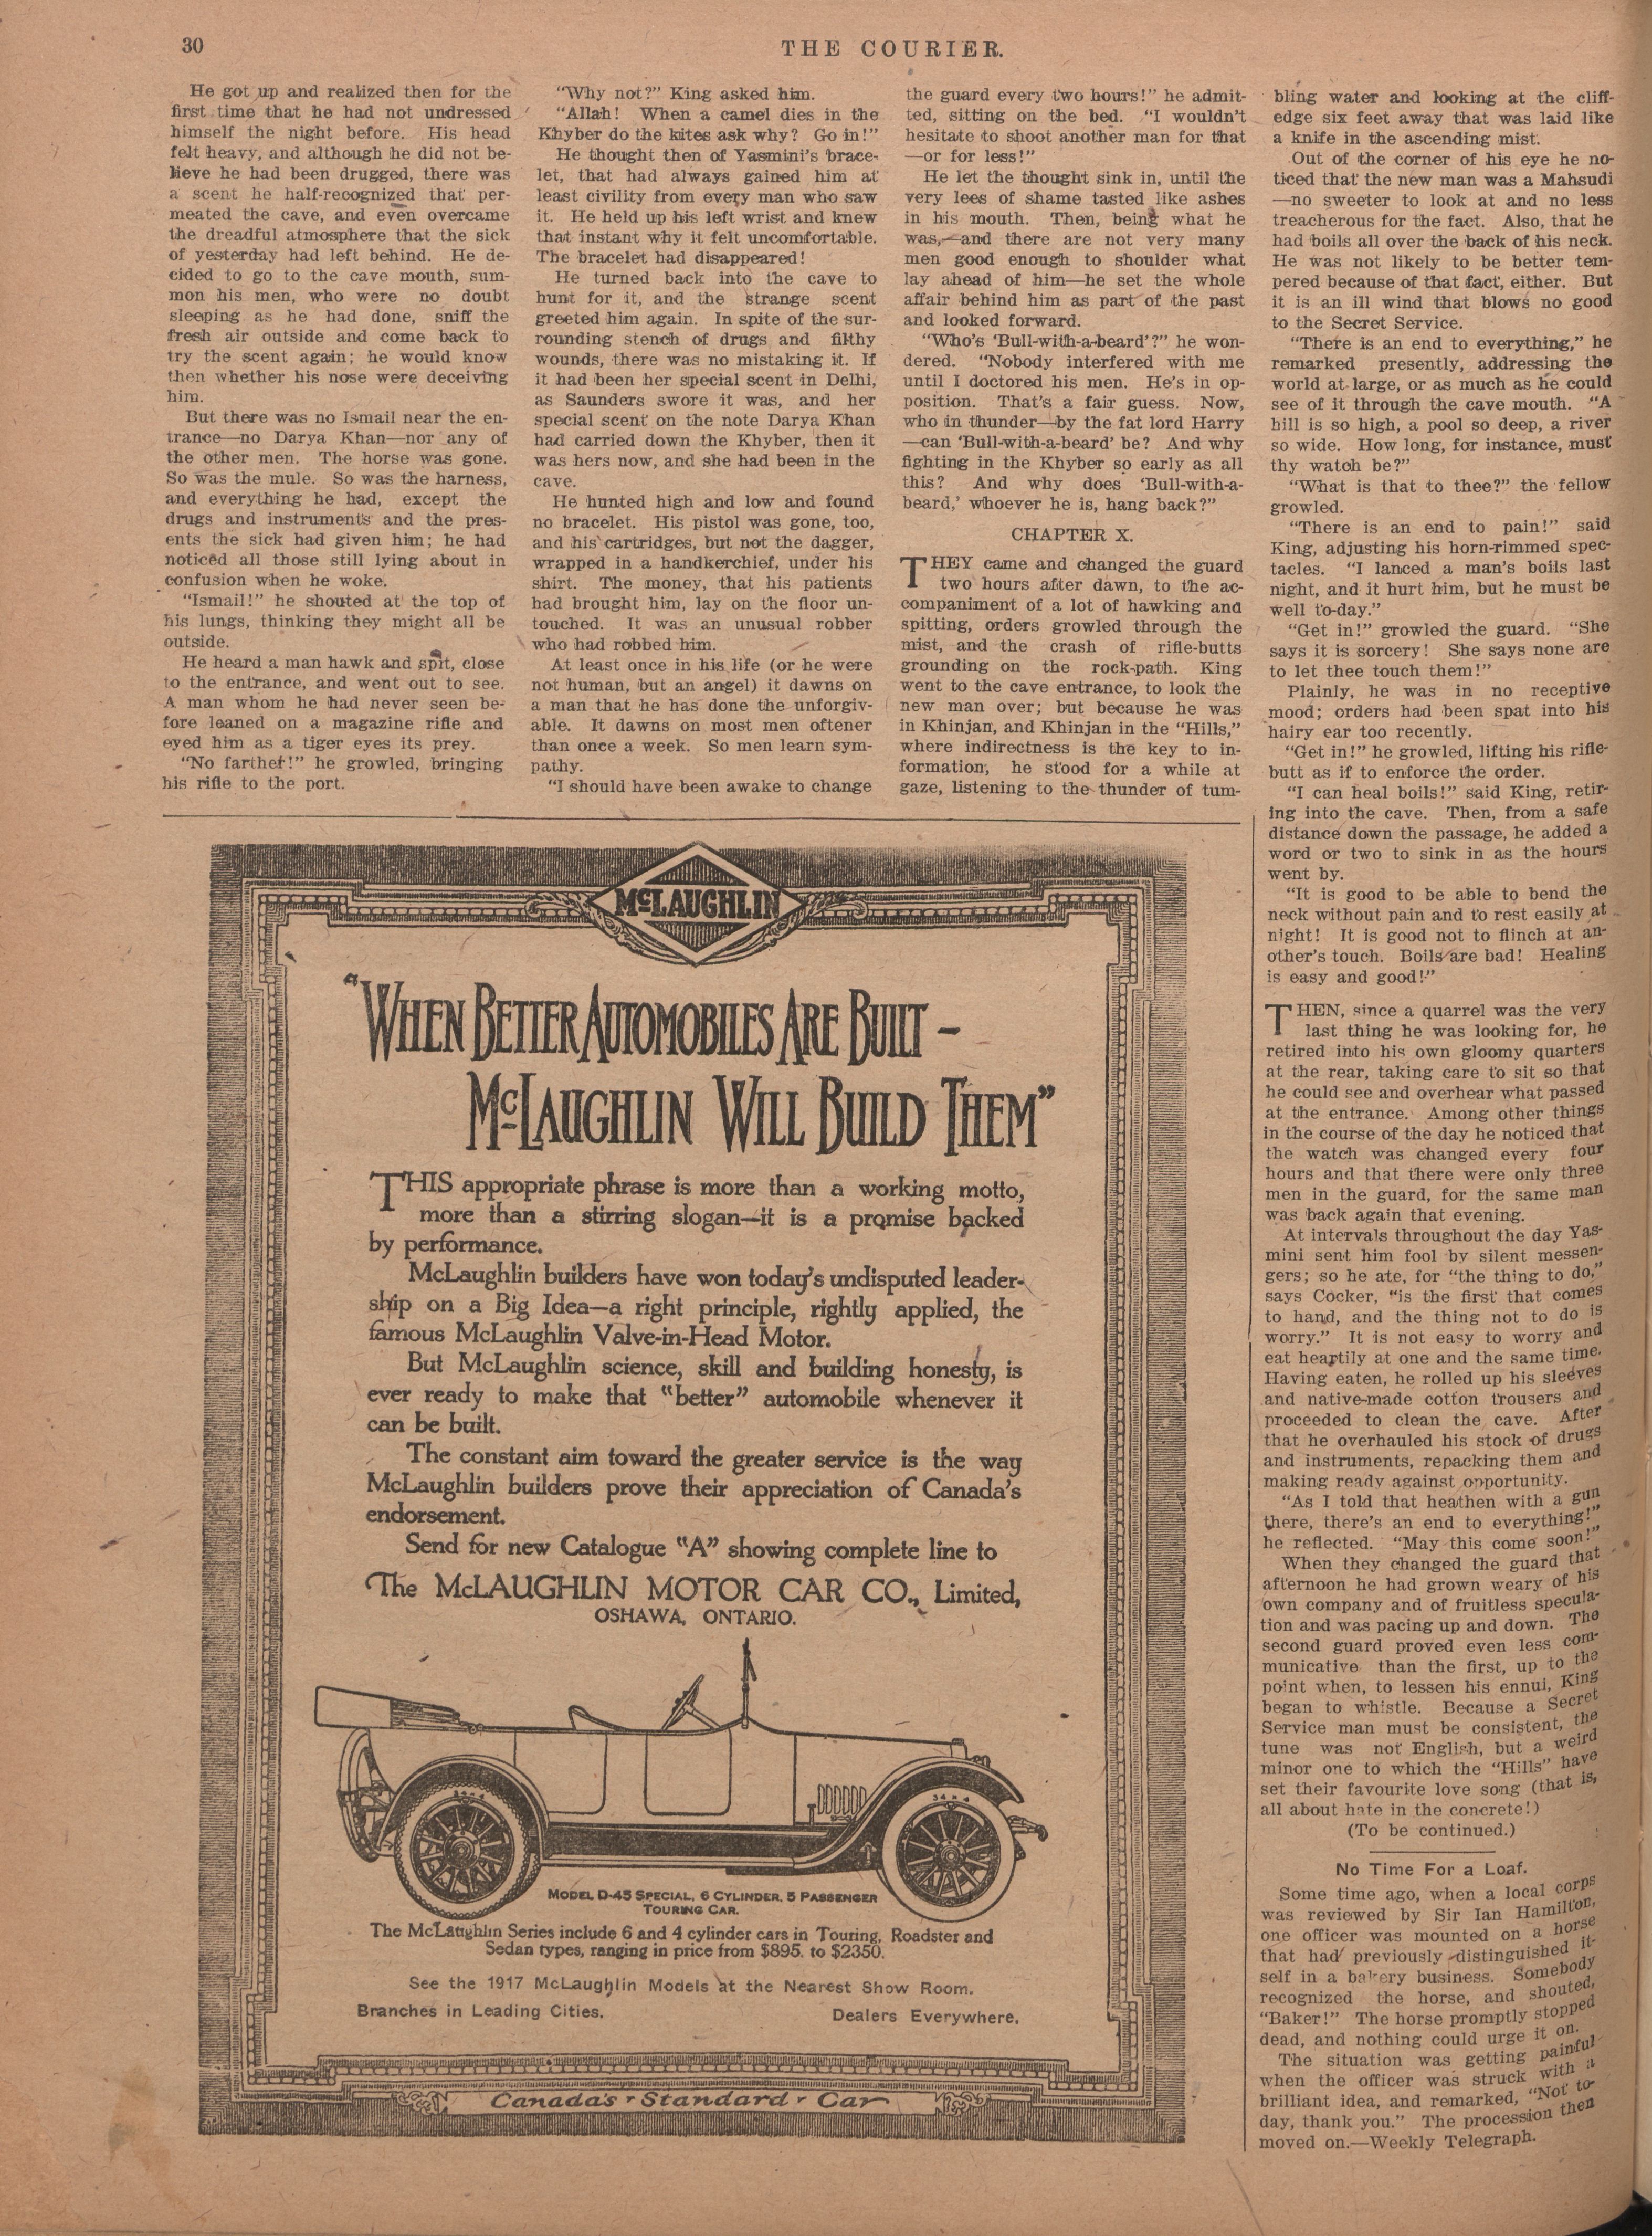 30
THE COURIER.
He got up and realized then for the
first time that he had not undressed
himself the night before. His head
felt heavy, and although he did not be-
lieve he had been drugged, there was
a scent he half-recognized that per-
meated the cave, and even overcame
the dreadful atmosphere that the sick
of yesterday had left behind. He de-
cided to go to the cave mouth, sum-
mon his men, who were no doubt
sleeping as he had done, sniff the
fresh air outside and come back to
try the scent again; he would know
then whether his nose were deceiving
him.
But there was no Ismail near the en-
trance—no Darya Khan—nor any of
the other men. The horse was gone.
So was the mule. So was the harness,
and everything he had, except the
drugs and instruments and the pres-
ents the sick had given him; he had
noticed all those still lying about in
confusion when he woke.
"Ismail!" he shouted at the top of
his lungs, thinking they might all be
outside.
He heard a man hawk and spit, close
to the entrance, and went out to see.
A man whom he had never seen be-
fore leaned on a magazine rifle and
eyed him as a tiger eyes its prey.
"No farther!" he growled, bringing
his rifle to the port.
"Why not?" King asked him.
"Allah! When a camel dies in the
Khyber do the kites ask why? Go in!"
He thought then of Yasmini's brace-
let, that had always gained him at
least civility from every man who saw
it. He held up his left wrist and knew
that instant why it felt uncomfortable.
The bracelet had disappeared!
He turned back into the cave to
hunt for it, and the strange scent
greeted him again. In spite of the sur-
rounding stench of drugs and filthy
wounds, there was no mistaking it. If
it had been her special scent in Delhi,
as Saunders swore it was, and her
special scent on the note Darya Khan
had carried down the Khyber, then it
was hers now, and she had been in the
cave.
He hunted high and low and found
no bracelet. His pistol was gone, too,
and his cartridges, but not the dagger,
wrapped in a handkerchief, under his
shirt. The money, that his patients
had brought him, lay on the floor un-
touched. It was an unusual robber
who had robbed him.
At least once in his life (or he were
not human, but an angel) it dawns on
a man that he has done the unforgiv-
able. It dawns on most men oftener
than once a week. So men learn sym-
pathy.
"I should have been awake to change
the guard every two hours!" he admit-
ted, sitting on the bed. "I wouldn't
hesitate to shoot another man for that
—or for less!"
He let the thought sink in, until the
very lees of shame tasted like ashes
in his mouth. Then, being what he
was,—and there are not very many
men good enough to shoulder what
lay ahead of him—he set the whole
affair behind him as part of the past
and looked forward.
"Who's 'Bull-with-a-beard'?" he won-
dered. "Nobody interfered with me
until I doctored his men. He's in op-
position. That's a fair guess. Now,
who in thunder—by the fat lord Harry
—can 'Bull-with-a-beard' be? And why
fighting in the Khyber so early as all
this? And why does 'Bull-with-a-
beard,' whoever he is, hang back?"
CHAPTER X.
THEY came and changed the guard
two hours after dawn, to the ac-
companiment of a lot of hawking and
spitting, orders growled through the
mist, and the crash of rifle-butts
grounding on the rock-path. King
went to the cave entrance, to look the
new man over; but because he was
in Khinjan, and Khinjan in the "Hills,"
where indirectness is the key to in-
formation, he stood for a while at
gaze, listening to the thunder of tum-
bling water and looking at the cliff-
edge six feet away that was laid like
a knife in the ascending mist.
Out of the corner of his eye he no-
ticed that the new man was a Mahsudi
—no sweeter to look at and no less
treacherous for the fact. Also, that he
had boils all over the back of his neck.
He was not likely to be better tem-
pered because of that fact, either. But
it is an ill wind that blows no good
to the Secret Service.
"There is an end to everything," he
remarked presently, addressing the
world at large, or as much as he could
see of it through the cave mouth. "A
hill is so high, a pool so deep, a river
so wide. How long, for instance, must
thy watch be?"
"What is that to thee?" the fellow
growled.
"There is an end to pain!" said
King, adjusting his horn-rimmed spec-
tacles. "I lanced a man's boils last
night, and it hurt him, but he must be
well to-day."
"Get in!" growled the guard. "She
says it is sorcery! She says none are
to let thee touch them!"
Plainly, he was in no receptive
mood; orders had been spat into his
hairy ear too recently.
"Get in!" he growled, lifting his rifle-
butt as if to enforce the order.
"I can heal boils!" said King, retir-
ing into the cave. Then, from a safe
distance down the passage, he added a
word or two to sink in as the hours
went by.
"It is good to be able to bend the
neck without pain and to rest easily at
night! It is good not to flinch at an-
other's touch. Boils are bad! Healing
is easy and good!"
THEN, since a quarrel was the very
last thing he was looking for, he
retired into his own gloomy quarters
at the rear, taking care to sit so that
he could see and overhear what passed
at the entrance. Among other things
in the course of the day he noticed that
the watch was changed every four
hours and that there were only three
men in the guard, for the same man
was back again that evening.
At intervals throughout the day Yas-
mini sent him fool by silent messen-
gers; so he ate, for "the thing to do,"
says Cocker, "is the first that comes
to hand, and the thing not to do is
worry." It is not easy to worry and
eat heartily at one and the same time.
Having eaten, he rolled up his sleeves
and native-made cotton trousers and
proceeded to clean the cave. After
that he overhauled his stock of drugs
and instruments, repacking them and
making ready against opportunity.
"As I told that heathen with a gun
there, there's an end to everything!"
he reflected. "May this come soon!"
When they changed the guard that
afternoon he had grown weary of his
own company and of fruitless specula-
tion and was pacing up and down. The
second guard proved even less com-
municative than the first, up to the
point when, to lessen his ennui, King
began to whistle. Because a Secret
Service man must be consistent, the
tune was not English, but a weird
minor one to which the "Hills" have
set their favourite love song (that is,
all about hate in the concrete!)
(To be continued.)
No Time For a Loaf.
Some time ago, when a local corps
was reviewed by Sir Ian Hamilton,
one officer was mounted on a horse
that had previously distinguished it-
self in a bakery business. Somebody
recognized the horse, and shouted,
"Baker!" The horse promptly stopped
dead, and nothing could urge it on.
The situation was getting painful
when the officer was struck with a
brilliant idea, and remarked, "Not to-
day, thank you." The procession then
moved on.—Weekly Telegraph.
McLAUGHLIN
"WHEN BETTER AUTOMOBILES ARE BUILT –
McLAUGHLIN WILL BUILD THEM"
THIS appropriate phrase is more than a working motto,
more than a stirring slogan—it is a promise backed
by performance.
McLaughlin builders have won today's undisputed leader-
ship on a Big Idea—a right principle, rightly applied, the
famous McLaughlin Valve-in-Head Motor.
But McLaughlin science, skill and building honesty, is
ever ready to make that "better" automobile whenever it
can be built.
The constant aim toward the greater service is the way
McLaughlin builders prove their appreciation of Canada's
endorsement.
Send for new Catalogue "A" showing complete line to
The McLAUGHLIN MOTOR CAR CO., Limited,
OSHAWA, ONTARIO.
34 x 4
34 x 4
MODEL D-45 SPECIAL, 6 CYLINDER, 5 PASSENGER
TOURING CAR.
The McLaughlin Series include 6 and 4 cylinder cars in Touring, Roadster and
Sedan types, ranging in price from $895. to $2350.
See the 1917 McLaughlin Models at the Nearest Show Room.
Branches in Leading Cities. Dealers Everywhere.
Canada's Standard Car